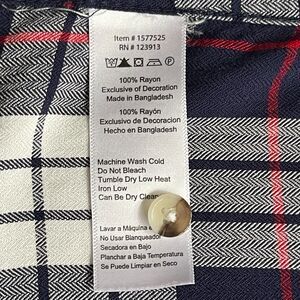 Item # 1577525
RN # 123913
100% Rayon
Exclusive of Decoration
Made in Bangladesh
100% Rayón
Exclusivo de Decoracion
Hecho en Bangladesh
Machine Wash Cold
Do Not Bleach
Tumble Dry Low Heat
Iron Low
Can Be Dry Clean
Lavar a Máquina
No Usar Blanqueador
Secadora en Bajo
Planchar a Baja Temperatura
Se Puede Limpiar en Seco